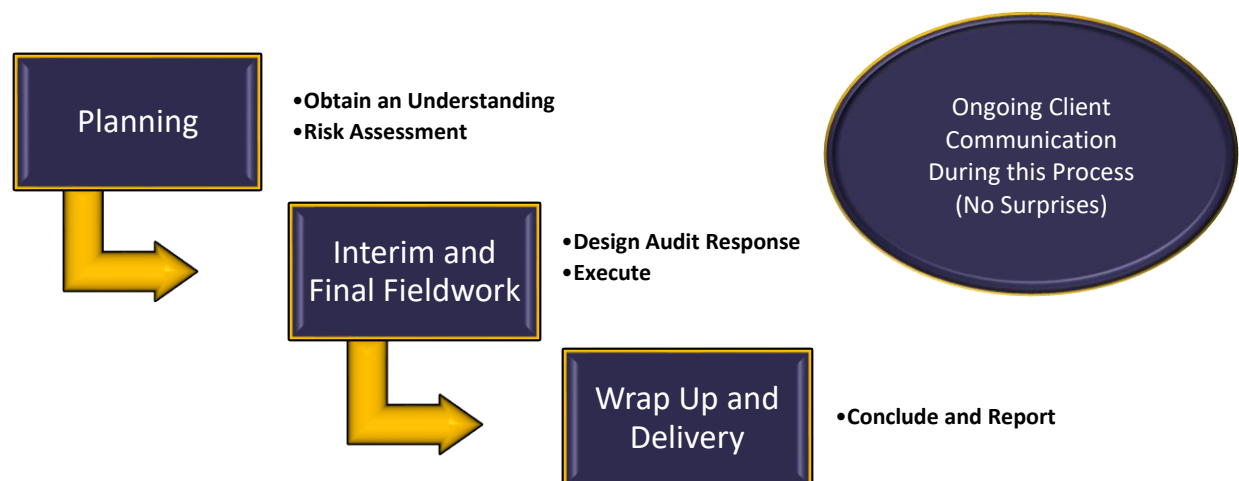 Planning
•Obtain an Understanding
•Risk Assessment
Ongoing Client
Communication
During this Process
(No Surprises)
Interim and
Final Fieldwork
•Design Audit Response
•Execute
Wrap Up and
Delivery
•Conclude and Report